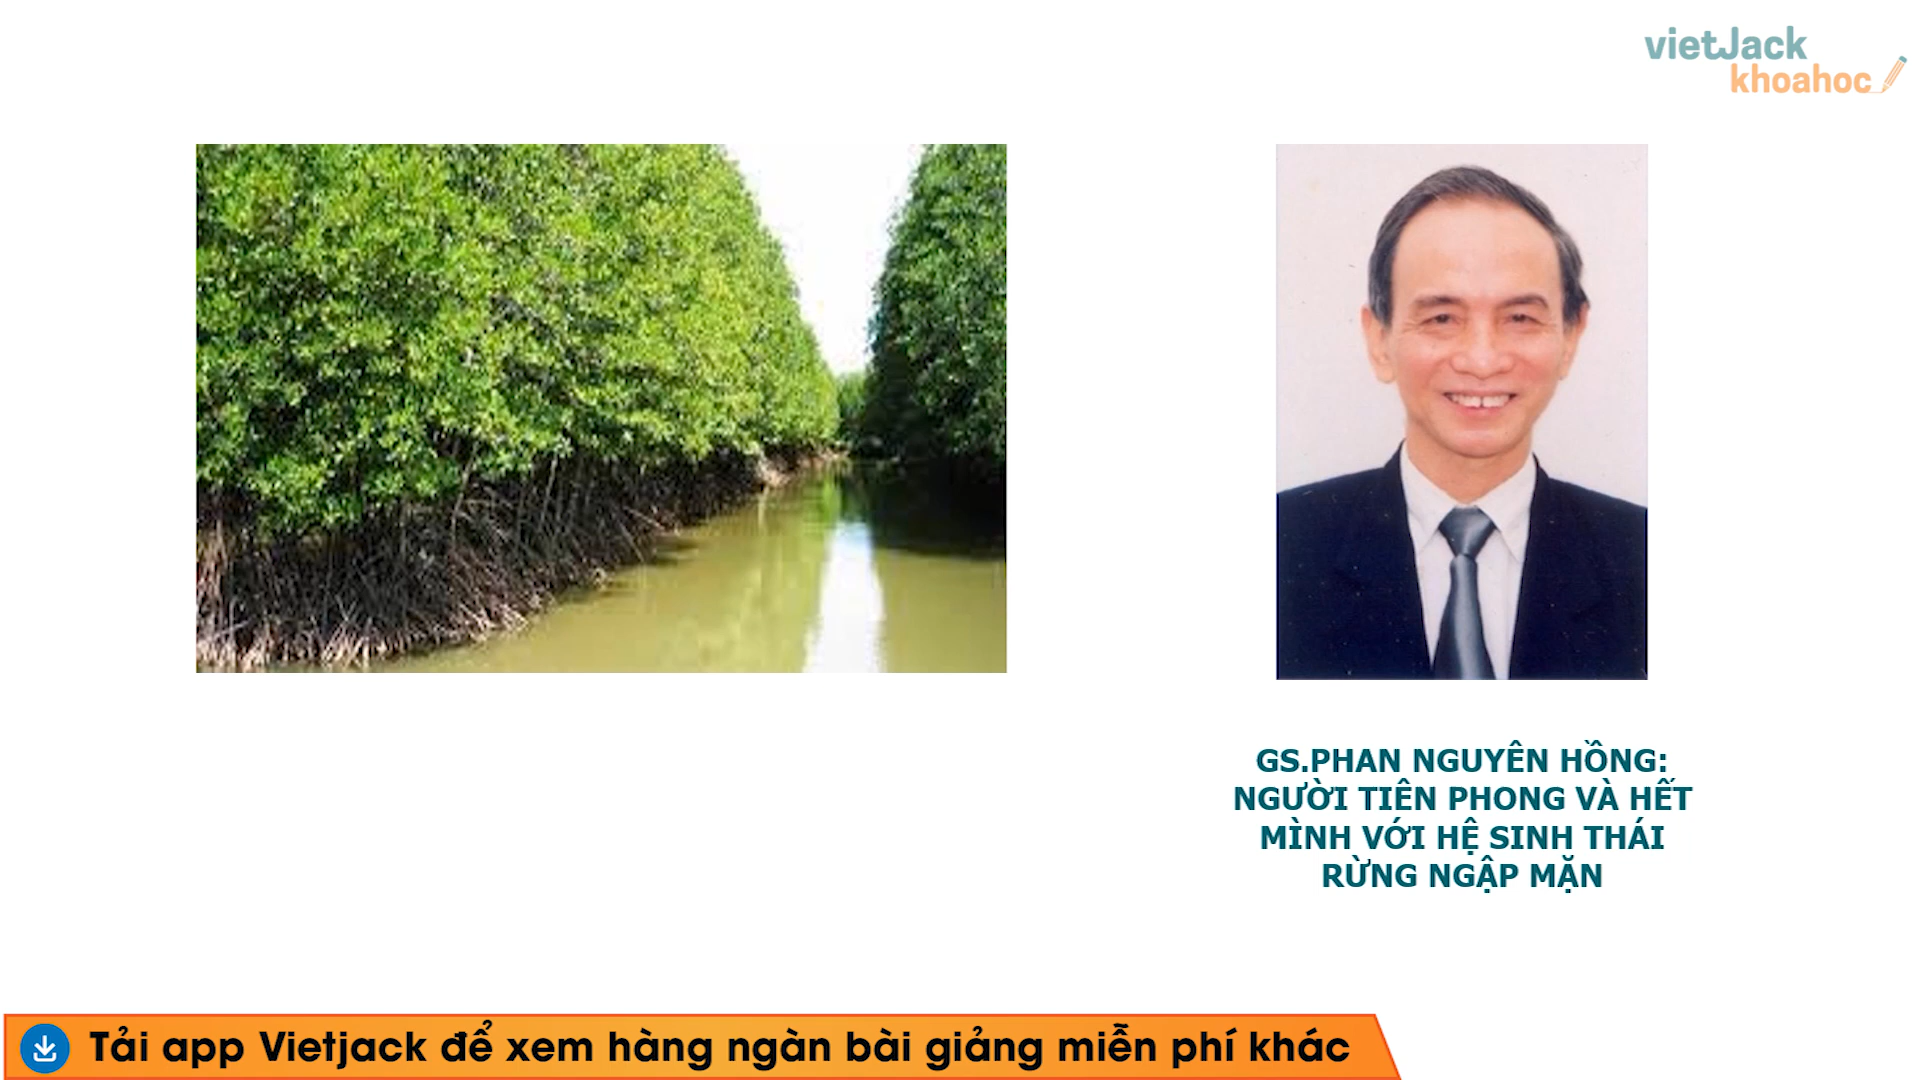 vietJack
khoahoc
GS.PHAN NGUYÊN HỒNG:
NGƯỜI TIÊN PHONG VÀ HẾT
MÌNH VỚI HỆ SINH THÁI
RỪNG NGẬP MẶN
Tải app Vietjack để xem hàng ngàn bài giảng miễn phí khác